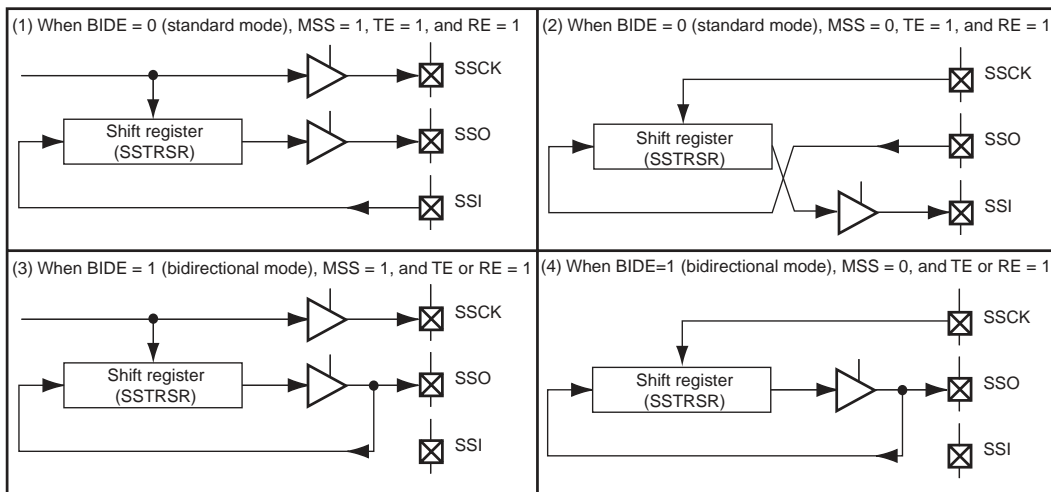 (1) When BIDE = 0 (standard mode), MSS = 1, TE = 1, and RE = 1
SSCK
Shift register
(SSTRSR)
SSO
SSI
(2) When BIDE = 0 (standard mode), MSS = 0, TE = 1, and RE = 1
SSCK
Shift register
(SSTRSR)
SSO
SSI
(3) When BIDE = 1 (bidirectional mode), MSS = 1, and TE or RE = 1
SSCK
Shift register
(SSTRSR)
SSO
SSI
(4) When BIDE=1 (bidirectional mode), MSS = 0, and TE or RE = 1
SSCK
Shift register
(SSTRSR)
SSO
SSI